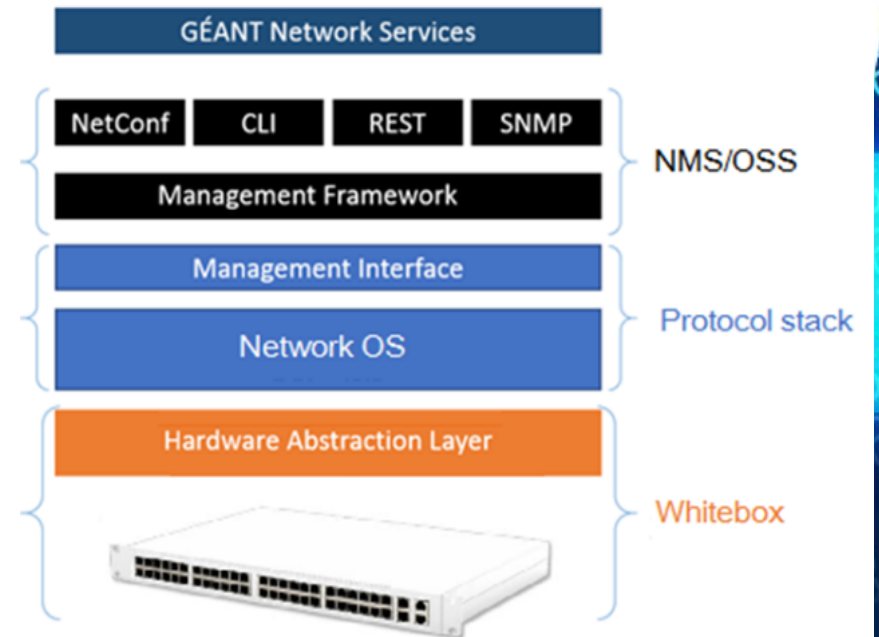 GÉANT Network Services
NetConf CLI REST SNMP
NMS/OSS
Management Framework
Management Interface
Protocol stack
Network OS
Hardware Abstraction Layer
Whitebox